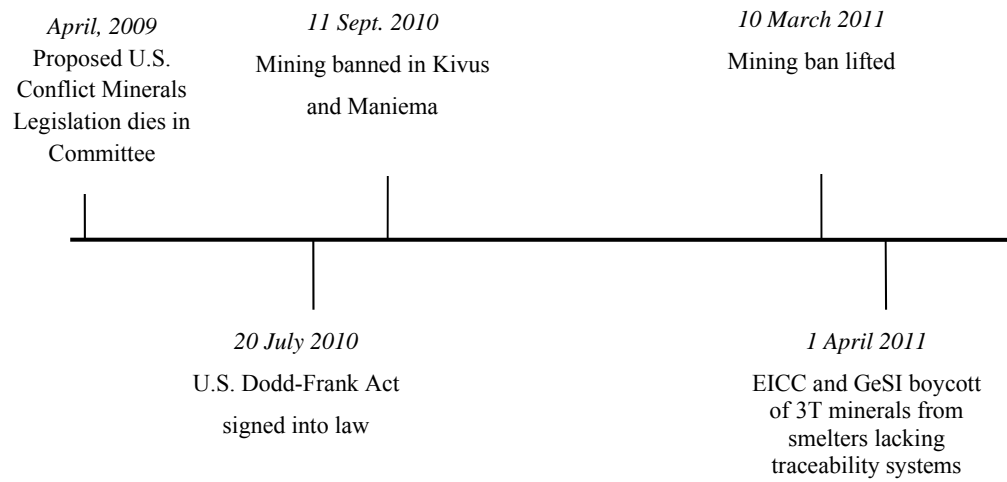 April, 2009
Proposed U.S.
Conflict Minerals
Legislation dies in
Committee
11 Sept. 2010
Mining banned in Kivus
and Maniema
10 March 2011
Mining ban lifted
20 July 2010
U.S. Dodd-Frank Act
signed into law
1 April 2011
EICC and GeSI boycott
of 3T minerals from
smelters lacking
traceability systems